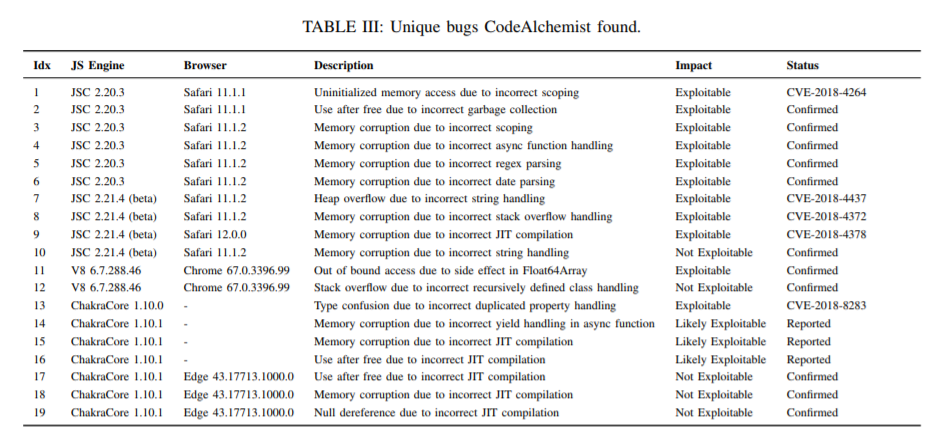 TABLE III: Unique bugs CodeAlchemist found.
Idx JS Engine Browser Description Impact Status
1 JSC 2.20.3 Safari 11.1.1 Uninitialized memory access due to incorrect scoping Exploitable CVE-2018-4264
2 JSC 2.20.3 Safari 11.1.1 Use after free due to incorrect garbage collection Exploitable Confirmed
3 JSC 2.20.3 Safari 11.1.2 Memory corruption due to incorrect scoping Exploitable Confirmed
4 JSC 2.20.3 Safari 11.1.2 Memory corruption due to incorrect async function handling Exploitable Confirmed
5 JSC 2.20.3 Safari 11.1.2 Memory corruption due to incorrect regex parsing Exploitable Confirmed
6 JSC 2.20.3 Safari 11.1.2 Memory corruption due to incorrect date parsing Exploitable Confirmed
7 JSC 2.21.4 (beta) Safari 11.1.2 Heap overflow due to incorrect string handling Exploitable CVE-2018-4437
8 JSC 2.21.4 (beta) Safari 11.1.2 Memory corruption due to incorrect stack overflow handling Exploitable CVE-2018-4372
9 JSC 2.21.4 (beta) Safari 12.0.0 Memory corruption due to incorrect JIT compilation Exploitable CVE-2018-4378
10 JSC 2.21.4 (beta) Safari 11.1.2 Memory corruption due to incorrect string handling Not Exploitable Confirmed
11 V8 6.7.288.46 Chrome 67.0.3396.99 Out of bound access due to side effect in Float64Array Exploitable Confirmed
12 V8 6.7.288.46 Chrome 67.0.3396.99 Stack overflow due to incorrect recursively defined class handling Not Exploitable Confirmed
13 ChakraCore 1.10.0 - Type confusion due to incorrect duplicated property handling Exploitable CVE-2018-8283
14 ChakraCore 1.10.1 - Memory corruption due to incorrect yield handling in async function Likely Exploitable Reported
15 ChakraCore 1.10.1 - Memory corruption due to incorrect JIT compilation Likely Exploitable Reported
16 ChakraCore 1.10.1 - Use after free due to incorrect JIT compilation Likely Exploitable Reported
17 ChakraCore 1.10.1 Edge 43.17713.1000.0 Use after free due to incorrect JIT compilation Not Exploitable Confirmed
18 ChakraCore 1.10.1 Edge 43.17713.1000.0 Memory corruption due to incorrect JIT compilation Not Exploitable Confirmed
19 ChakraCore 1.10.1 Edge 43.17713.1000.0 Null dereference due to incorrect JIT compilation Not Exploitable Confirmed